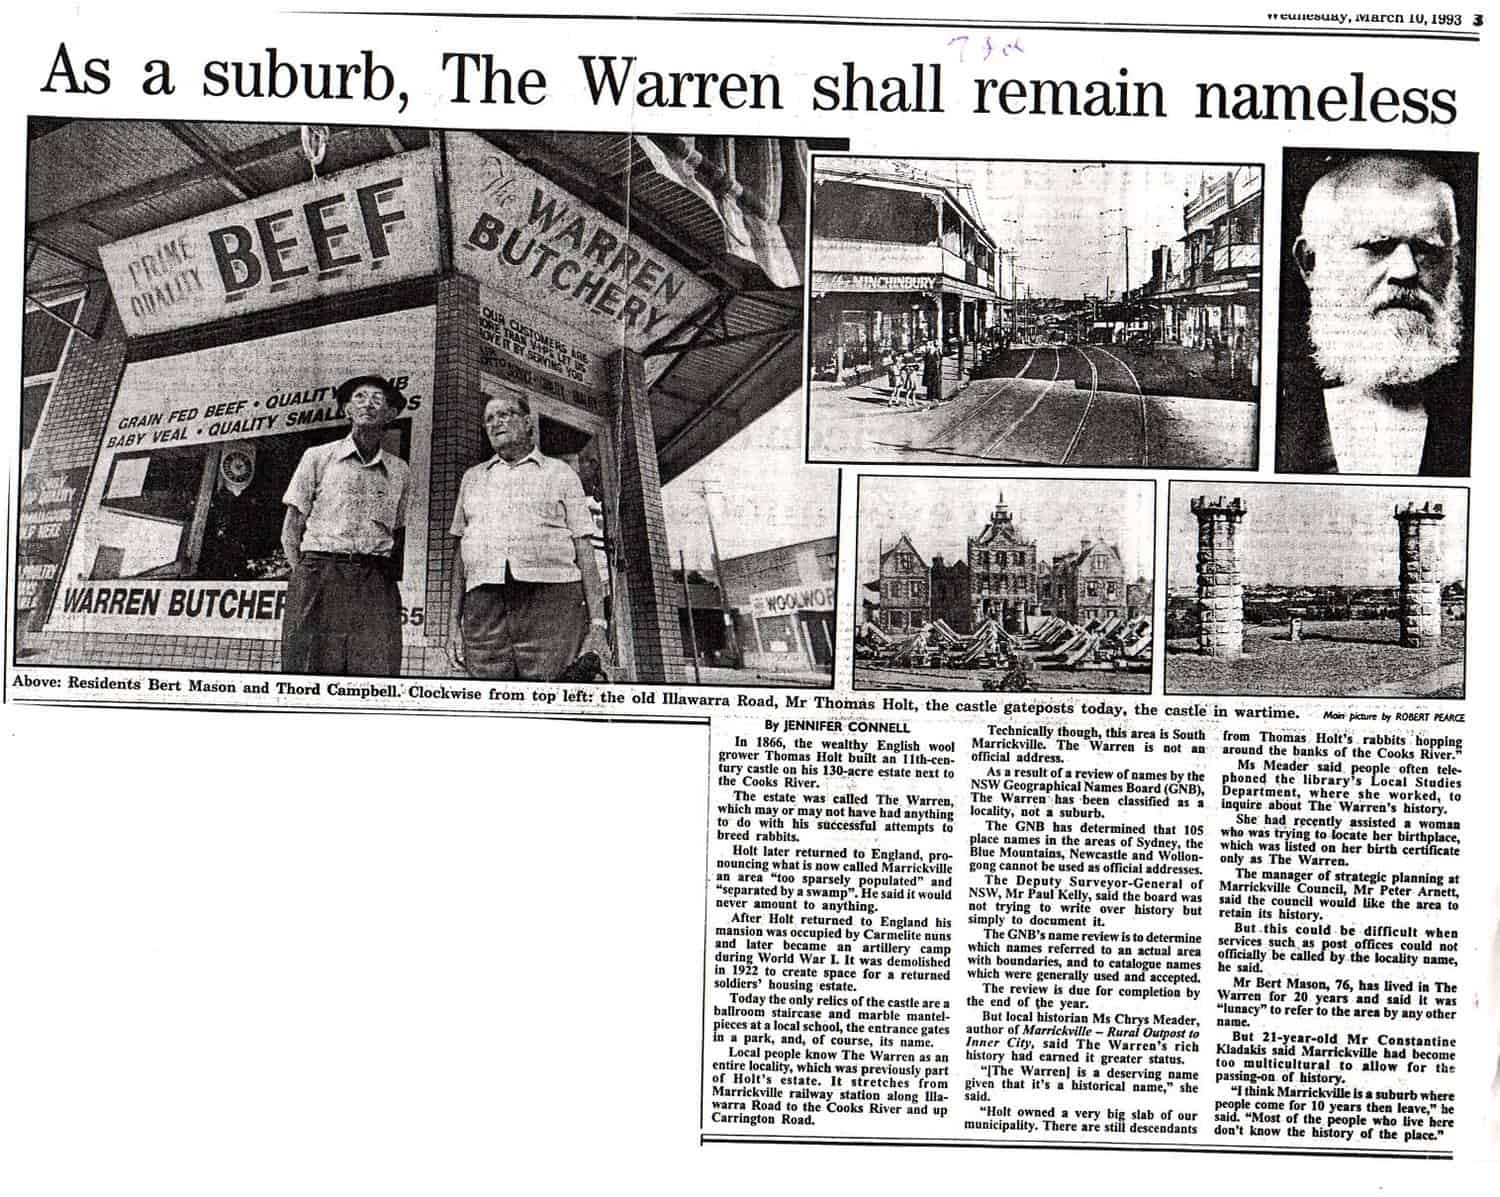 Wednesday, March 10, 1993 3
As a suburb, The Warren shall remain nameless
PRIME
QUALITY
BEEF
The
WARREN
BUTCHERY
OUR CUSTOMERS ARE
GRAIN FED BEEF • QUALITY
BABY VEAL • QUALITY SMALL
WARREN BUTCHER
WOOLWOR
MINCHINBURY
Above: Residents Bert Mason and Thord Campbell. Clockwise from top left: the old Illawarra Road, Mr Thomas Holt, the castle gateposts today, the castle in wartime. Main picture by ROBERT PEARCE
By JENNIFER CONNELL
In 1866, the wealthy English wool
grower Thomas Holt built an 11th-cen-
tury castle on his 130-acre estate next to
the Cooks River.
The estate was called The Warren,
which may or may not have had anything
to do with his successful attempts to
breed rabbits.
Holt later returned to England, pro-
nouncing what is now called Marrickville
an area “too sparsely populated” and
“separated by a swamp”. He said it would
never amount to anything.
After Holt returned to England his
mansion was occupied by Carmelite nuns
and later became an artillery camp
during World War I. It was demolished
in 1922 to create space for a returned
soldiers’ housing estate.
Today the only relics of the castle are a
ballroom staircase and marble mantel-
pieces at a local school, the entrance gates
in a park, and, of course, its name.
Local people know The Warren as an
entire locality, which was previously part
of Holt’s estate. It stretches from
Marrickville railway station along Illa-
warra Road to the Cooks River and up
Carrington Road.
Technically though, this area is South
Marrickville. The Warren is not an
official address.
As a result of a review of names by the
NSW Geographical Names Board (GNB),
The Warren has been classified as a
locality, not a suburb.
The GNB has determined that 105
place names in the areas of Sydney, the
Blue Mountains, Newcastle and Wollon-
gong cannot be used as official addresses.
The Deputy Surveyor-General of
NSW, Mr Paul Kelly, said the board was
not trying to write over history but
simply to document it.
The GNB’s name review is to determine
which names referred to an actual area
with boundaries, and to catalogue names
which were generally used and accepted.
The review is due for completion by
the end of the year.
But local historian Ms Chrys Meader,
author of Marrickville – Rural Outpost to
Inner City, said The Warren’s rich
history had earned it greater status.
“[The Warren] is a deserving name
given that it’s a historical name,” she
said.
“Holt owned a very big slab of our
municipality. There are still descendants
from Thomas Holt’s rabbits hopping
around the banks of the Cooks River.”
Ms Meader said people often tele-
phoned the library’s Local Studies
Department, where she worked, to
inquire about The Warren’s history.
She had recently assisted a woman
who was trying to locate her birthplace,
which was listed on her birth certificate
only as The Warren.
The manager of strategic planning at
Marrickville Council, Mr Peter Arnett,
said the council would like the area to
retain its history.
But this could be difficult when
services such as post offices could not
officially be called by the locality name,
he said.
Mr Bert Mason, 76, has lived in The
Warren for 20 years and said it was
“lunacy” to refer to the area by any other
name.
But 21-year-old Mr Constantine
Kladakis said Marrickville had become
too multicultural to allow for the
passing-on of history.
“I think Marrickville is a suburb where
people come for 10 years then leave,” he
said. “Most of the people who live here
don’t know the history of the place.”